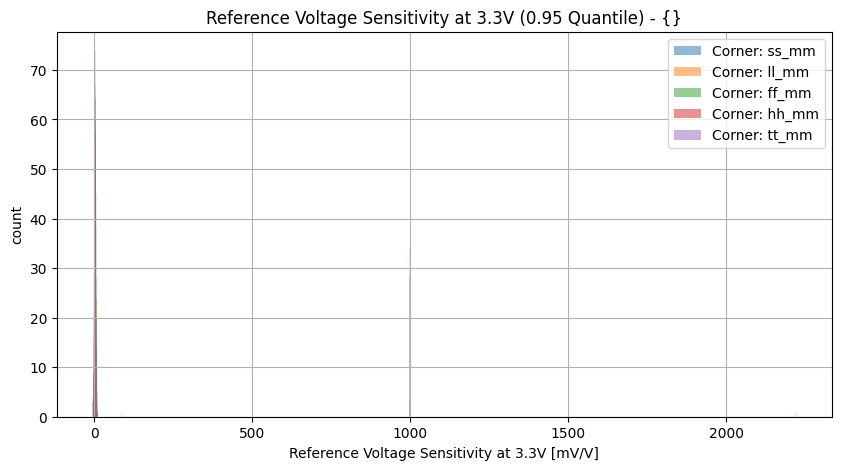 Reference Voltage Sensitivity at 3.3V (0.95 Quantile) - {}
Corner: ss_mm
Corner: ll_mm
Corner: ff_mm
Corner: hh_mm
Corner: tt_mm
count
70
60
50
40
30
20
10
0
0 500 1000 1500 2000
Reference Voltage Sensitivity at 3.3V [mV/V]